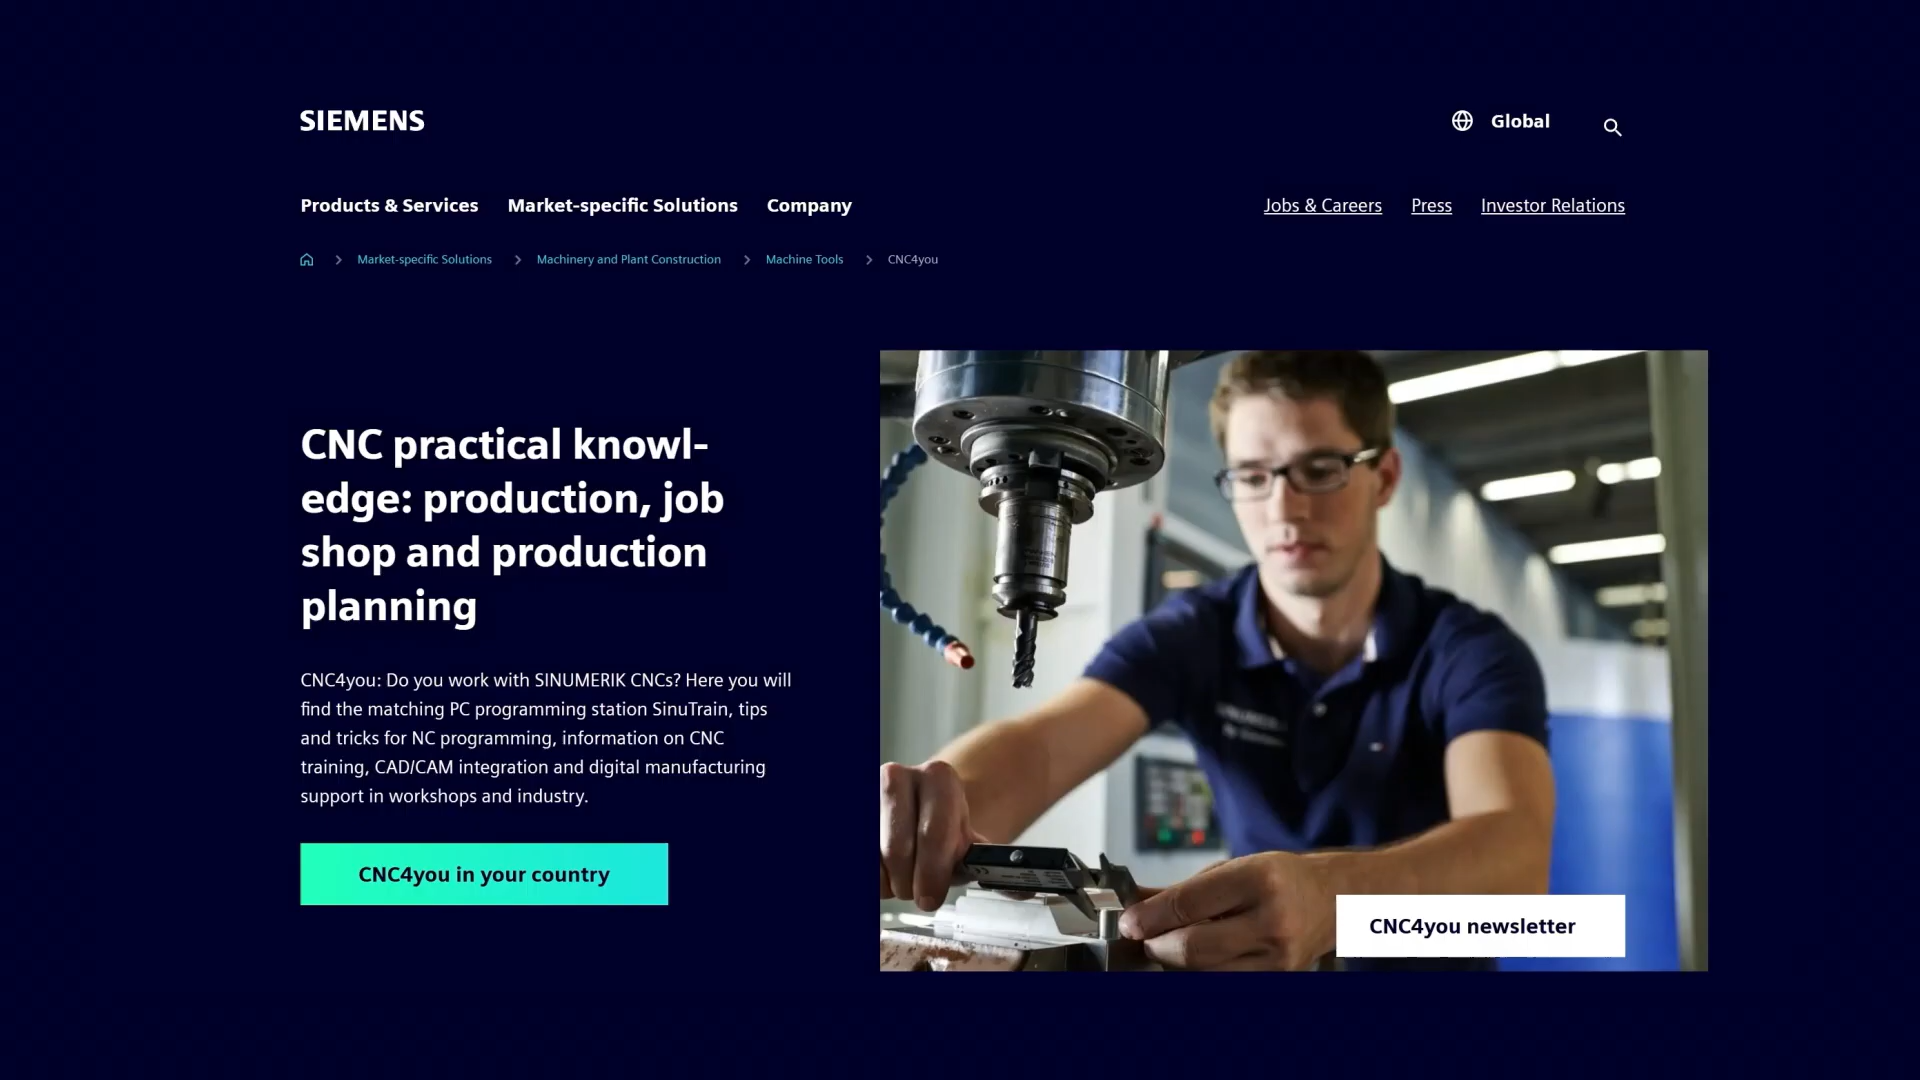 SIEMENS
Global
Products & Services Market-specific Solutions Company
Jobs & Careers Press Investor Relations
Market-specific Solutions Machinery and Plant Construction Machine Tools CNC4you
CNC practical knowl-
edge: production, job
shop and production
planning
CNC4you: Do you work with SINUMERIK CNCs? Here you will
find the matching PC programming station SinuTrain, tips
and tricks for NC programming, information on CNC
training, CAD/CAM integration and digital manufacturing
support in workshops and industry.
CNC4you in your country
CNC4you newsletter